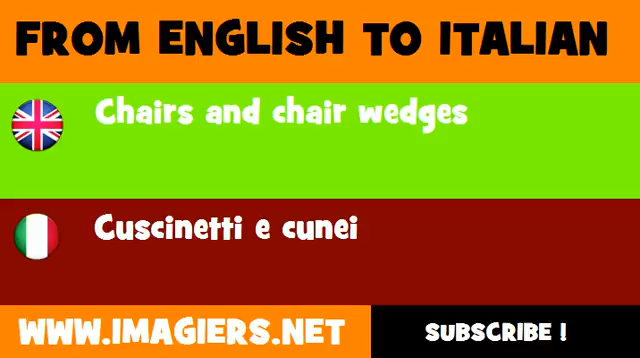 FROM ENGLISH TO ITALIAN
Chairs and chair wedges
Cuscinetti e cunei
WWW.IMAGIERS.NET
SUBSCRIBE !